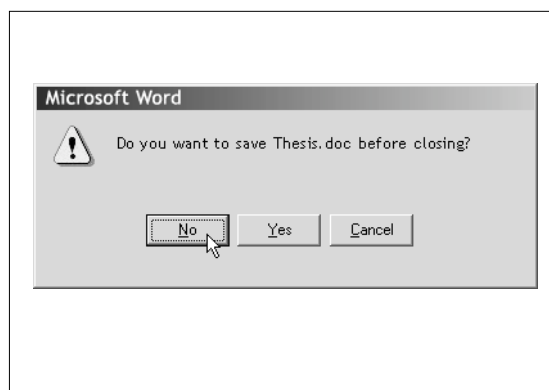 Microsoft Word
Do you want to save Thesis.doc before closing?
No Yes Cancel